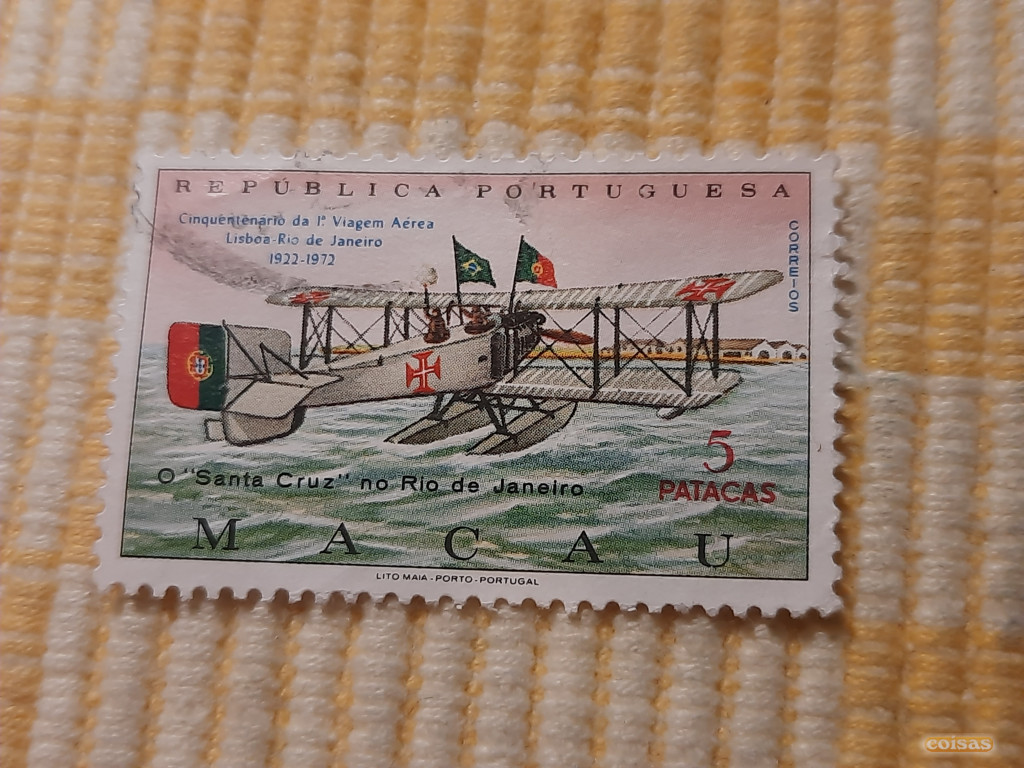 REPÚBLICA PORTUGUESA
Cinquentenário da 1ª Viagem Aérea
Lisboa-Rio de Janeiro
1922-1972
CORREIOS
5
PATACAS
O "Santa Cruz" no Rio de Janeiro
MACAU
LITO MAIA - PORTO - PORTUGAL
coisas